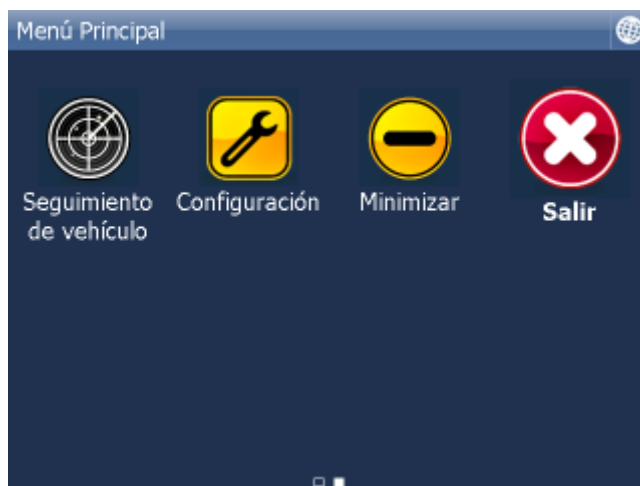 Menú Principal
Seguimiento
de vehículo
Configuración
Minimizar
Salir